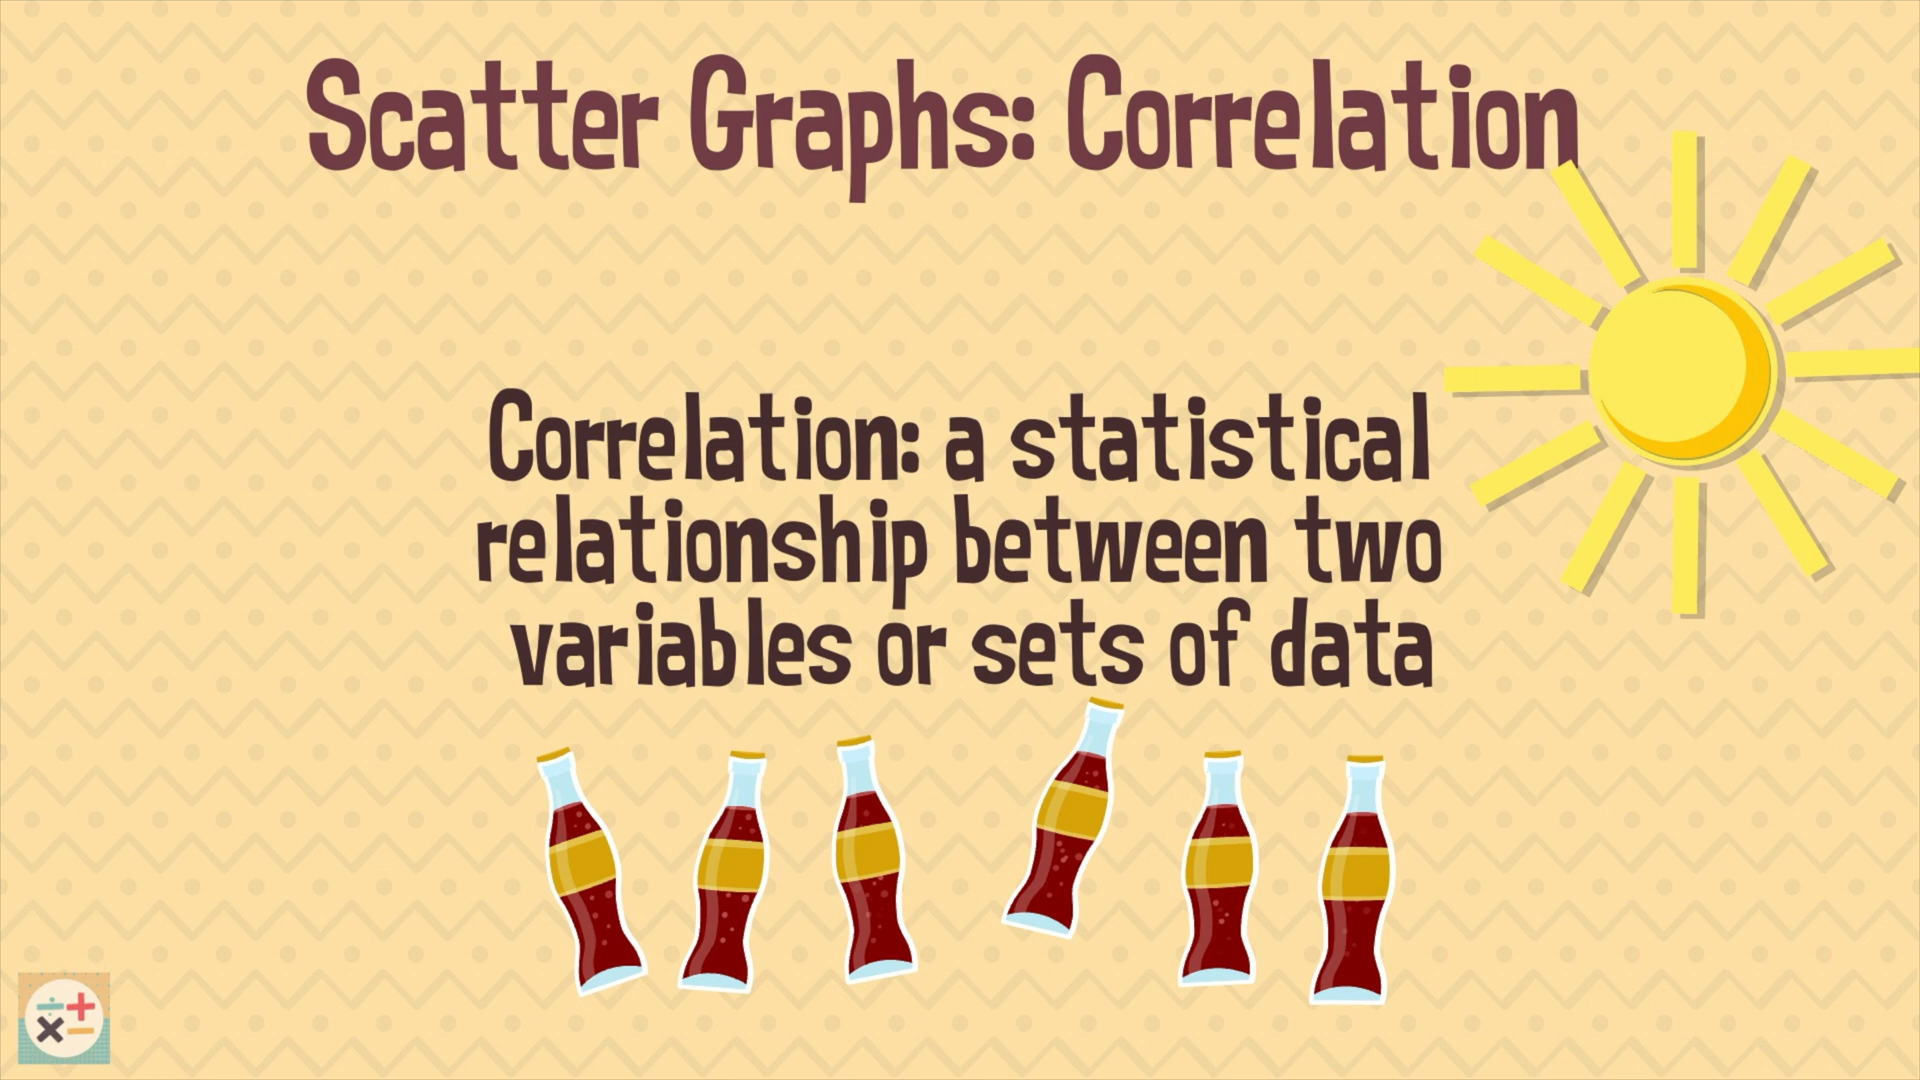 Scatter Graphs: Correlation
Correlation: a statistical
relationship between two
variables or sets of data